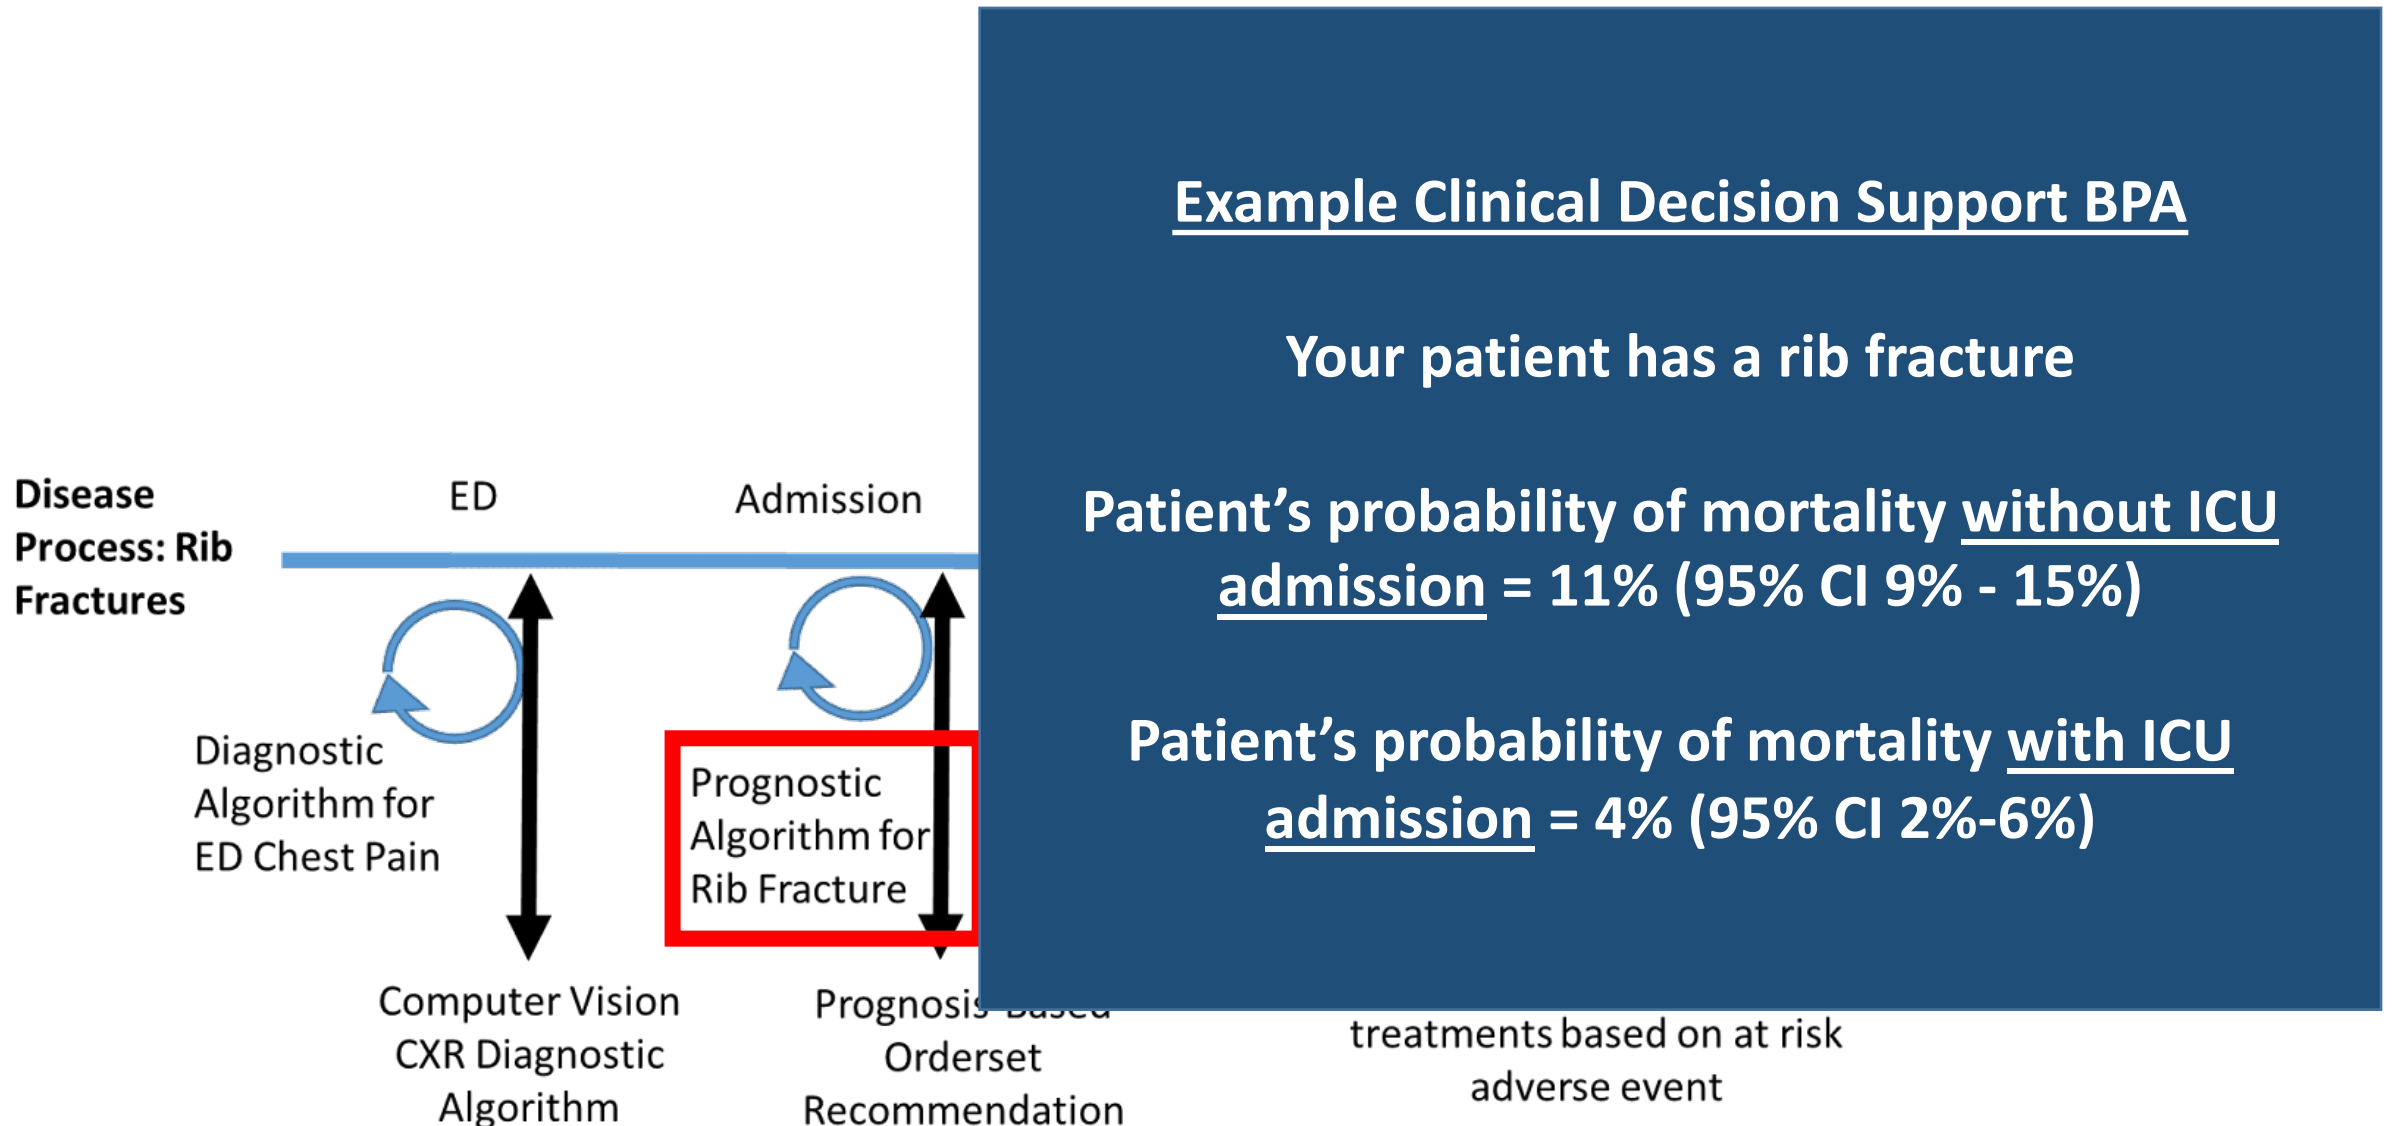 Example Clinical Decision Support BPA
Your patient has a rib fracture
Patient's probability of mortality without ICU
admission = 11% (95% CI 9% - 15%)
Patient's probability of mortality with ICU
admission = 4% (95% CI 2%-6%)
Disease
Process: Rib
Fractures
ED
Admission
Diagnostic
Algorithm for
ED Chest Pain
Prognostic
Algorithm for
Rib Fracture
Computer Vision
CXR Diagnostic
Algorithm
Prognosis-Based
Orderset
Recommendation
treatments based on at risk
adverse event